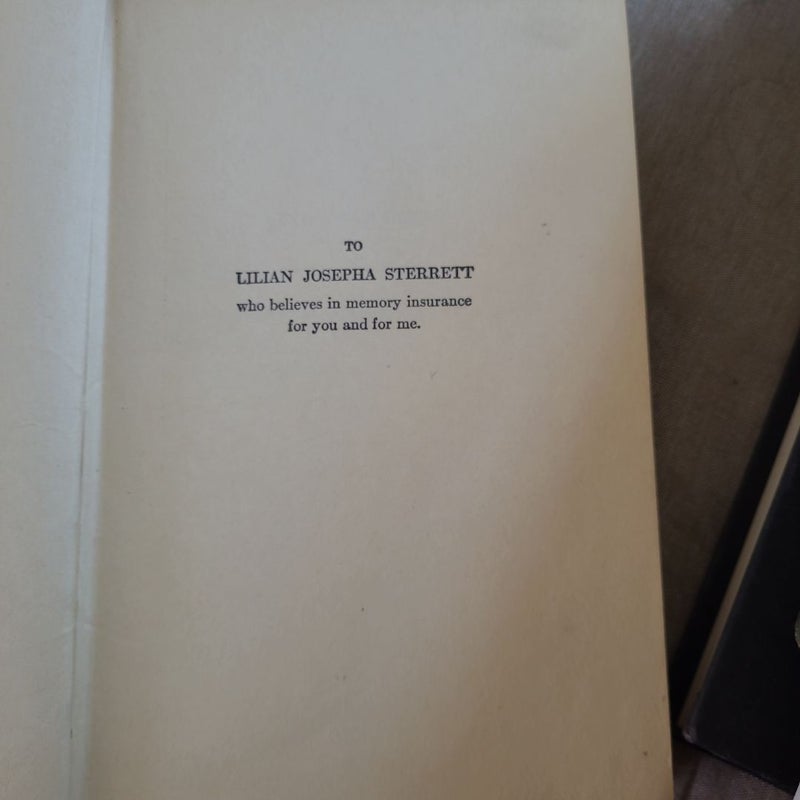 TO
LILIAN JOSEPHA STERRETT
who believes in memory insurance
for you and for me.